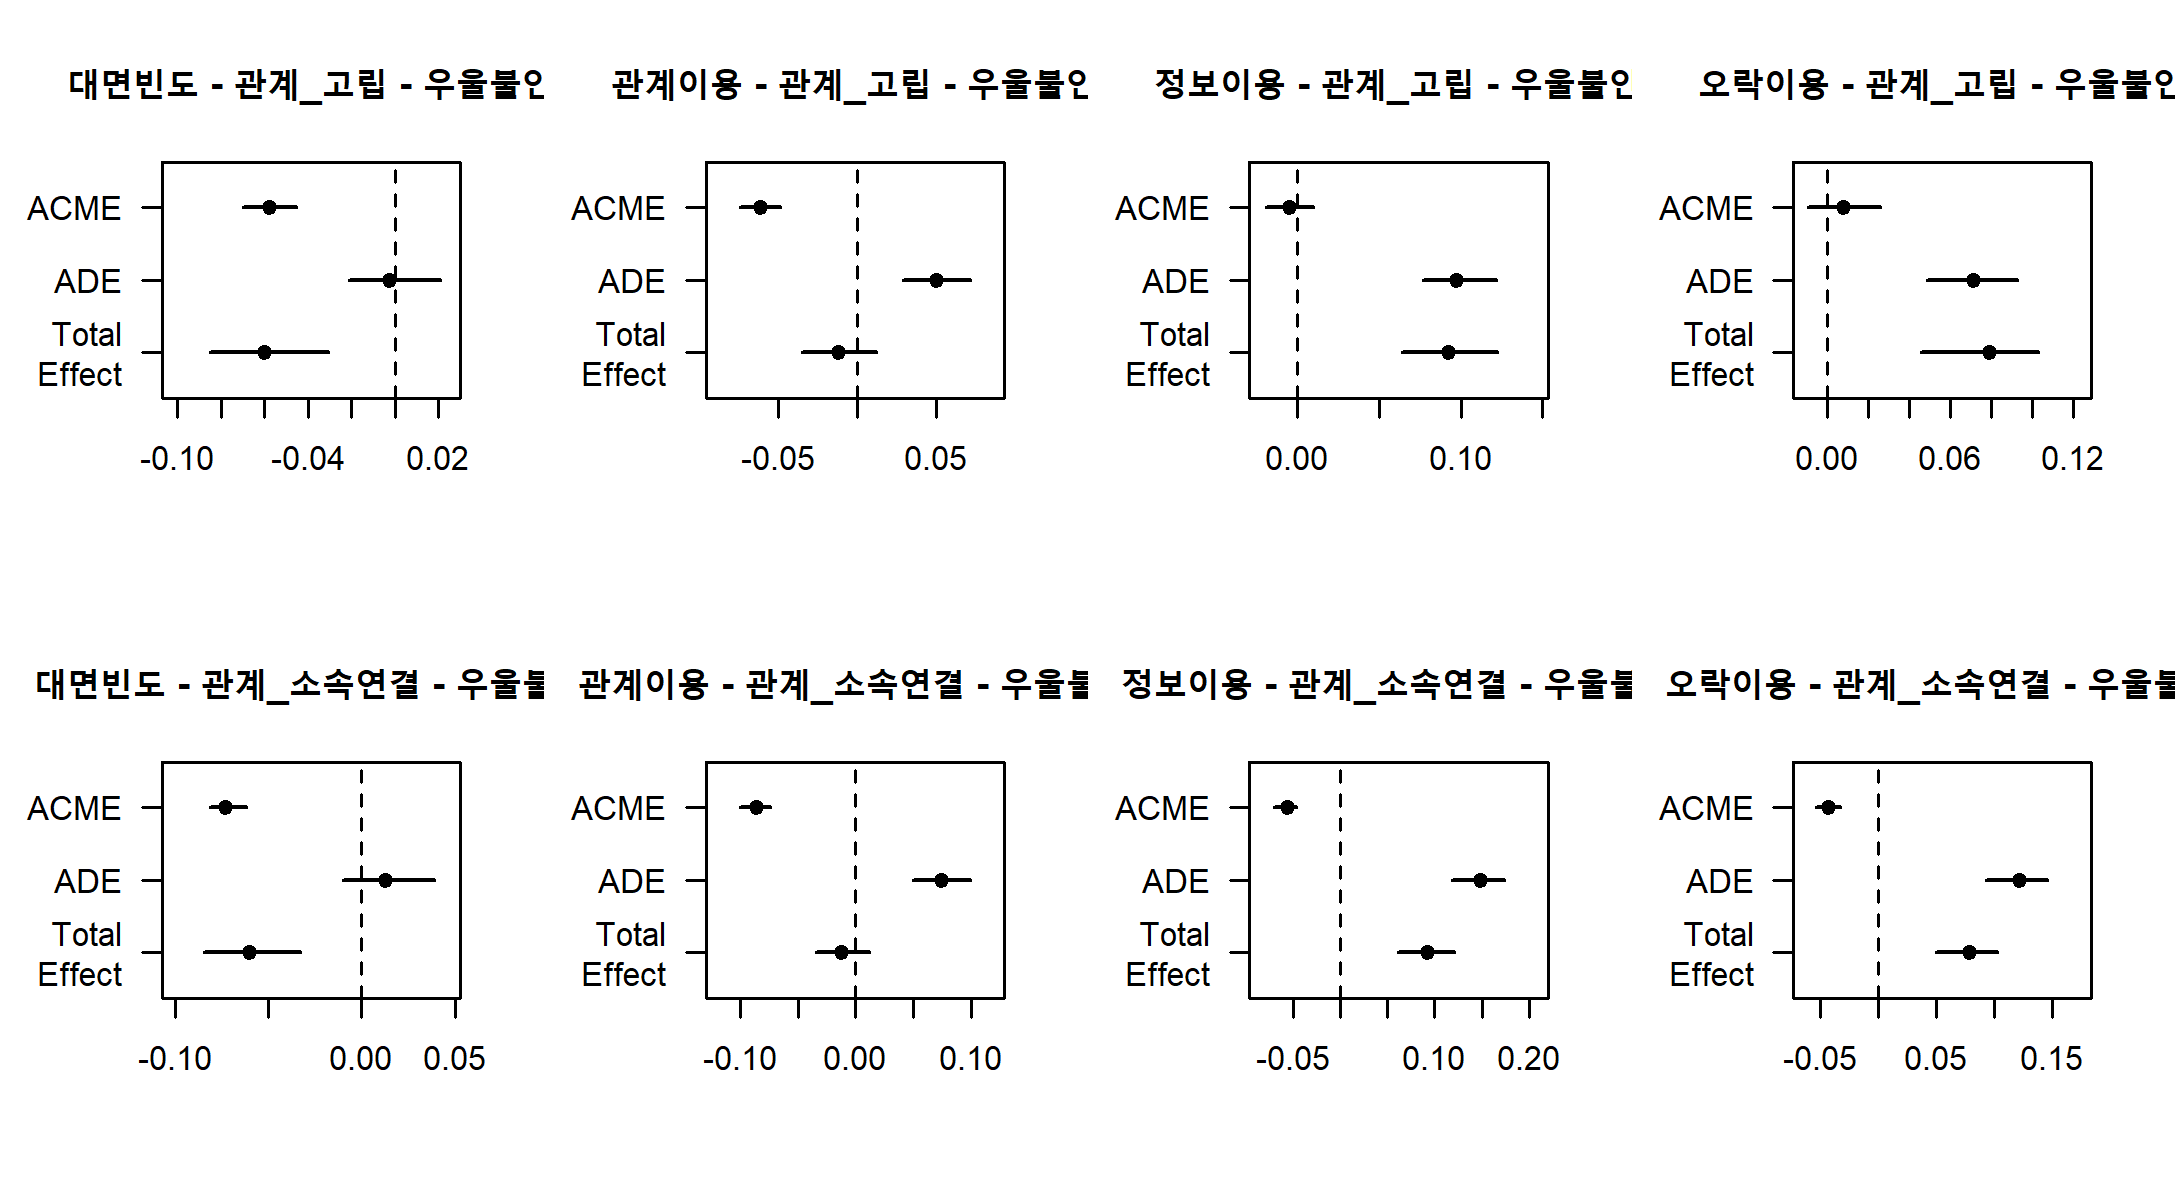 대면빈도 - 관계_고립 - 우울불
ACME
ADE
Total
Effect
-0.10 -0.04 0.02
관계이용 - 관계_고립 - 우울불
ACME
ADE
Total
Effect
-0.05 0.05
정보이용 - 관계_고립 - 우울불
ACME
ADE
Total
Effect
0.00 0.10
오락이용 - 관계_고립 - 우울불
ACME
ADE
Total
Effect
0.00 0.06 0.12
대면빈도 - 관계_소속연결 - 우울
ACME
ADE
Total
Effect
-0.10 0.00 0.05
관계이용 - 관계_소속연결 - 우울
ACME
ADE
Total
Effect
-0.10 0.00 0.10
정보이용 - 관계_소속연결 - 우울
ACME
ADE
Total
Effect
-0.05 0.10 0.20
오락이용 - 관계_소속연결 - 우울
ACME
ADE
Total
Effect
-0.05 0.05 0.15